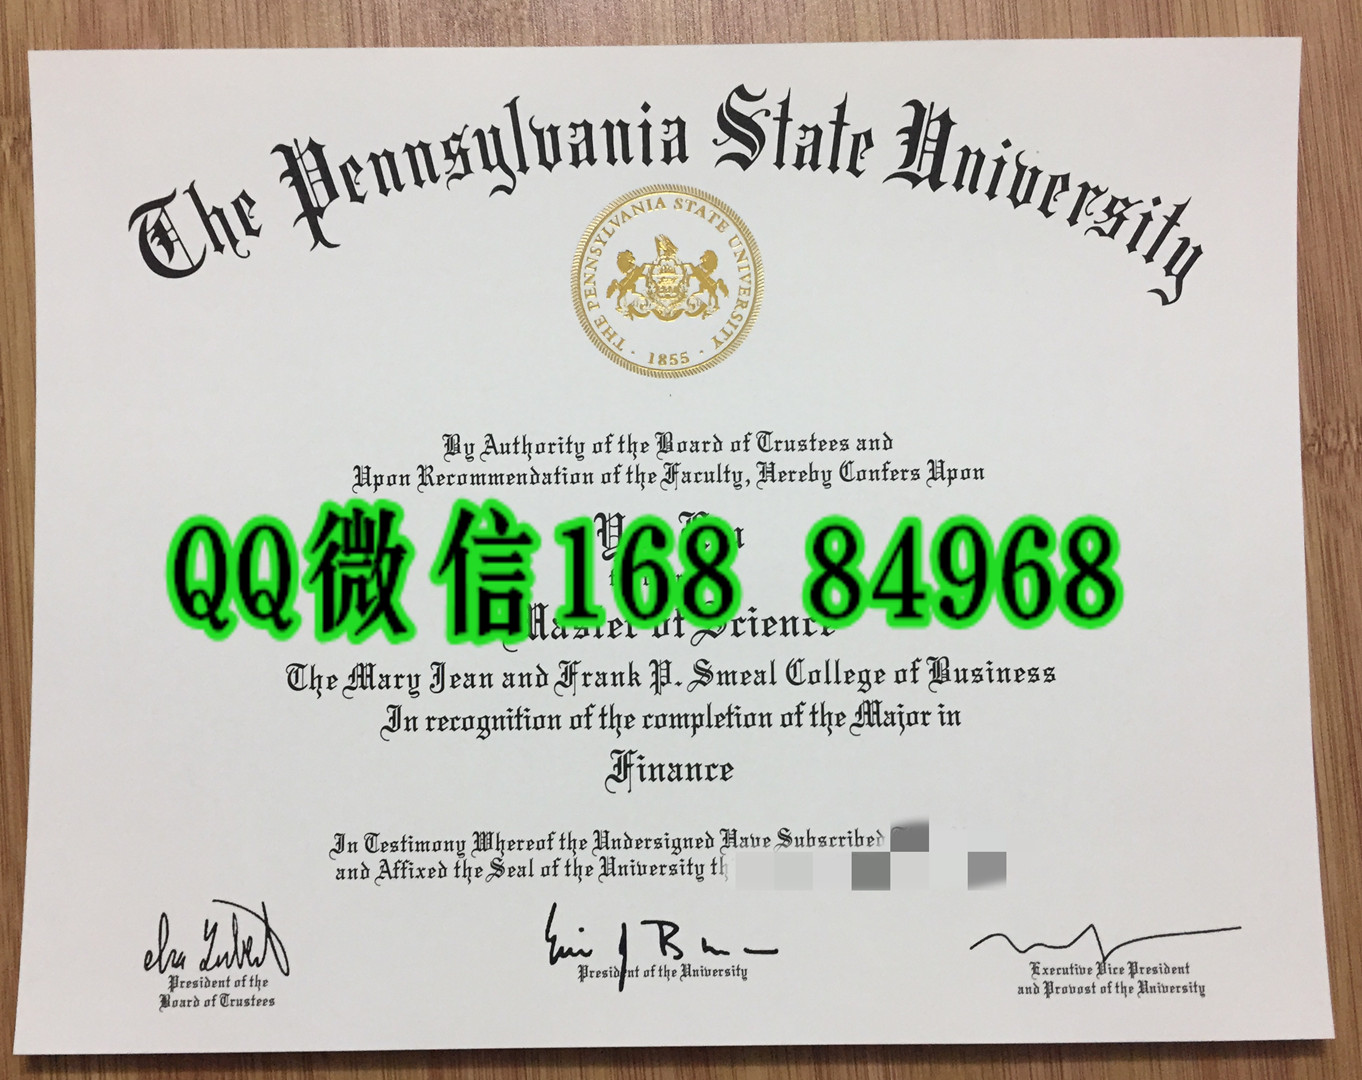 The Pennsylvania State University
THE PENNSYLVANIA STATE UNIVERSITY · 1855 ·
By Authority of the Board of Trustees and
Upon Recommendation of the Faculty, Hereby Confers Upon
QQ微信168 84968
Master of Science
The Mary Jean and Frank P. Smeal College of Business
In recognition of the completion of the Major in
Finance
In Testimony Whereof the Undersigned Have Subscribed
and Affixed the Seal of the University
President of the
Board of Trustees
President of the University
Executive Vice President
and Provost of the University